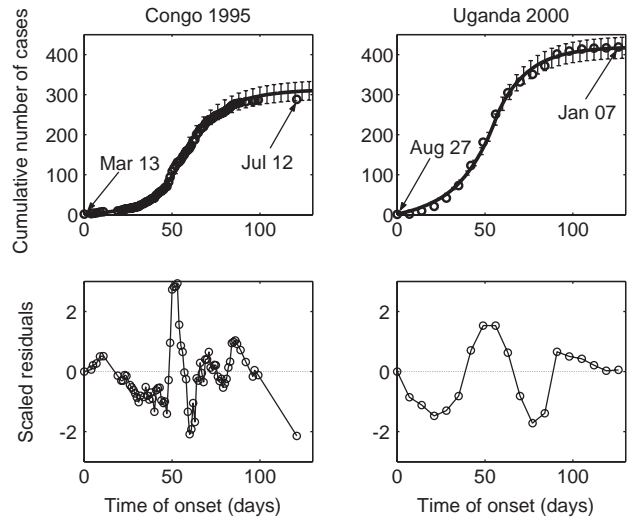 Congo 1995
Uganda 2000
Cumulative number of cases
400
300
200
100
0
Mar 13
Jul 12
0
50
100
400
300
200
100
0
Aug 27
Jan 07
0
50
100
Scaled residuals
2
0
-2
0
50
100
Time of onset (days)
2
0
-2
0
50
100
Time of onset (days)